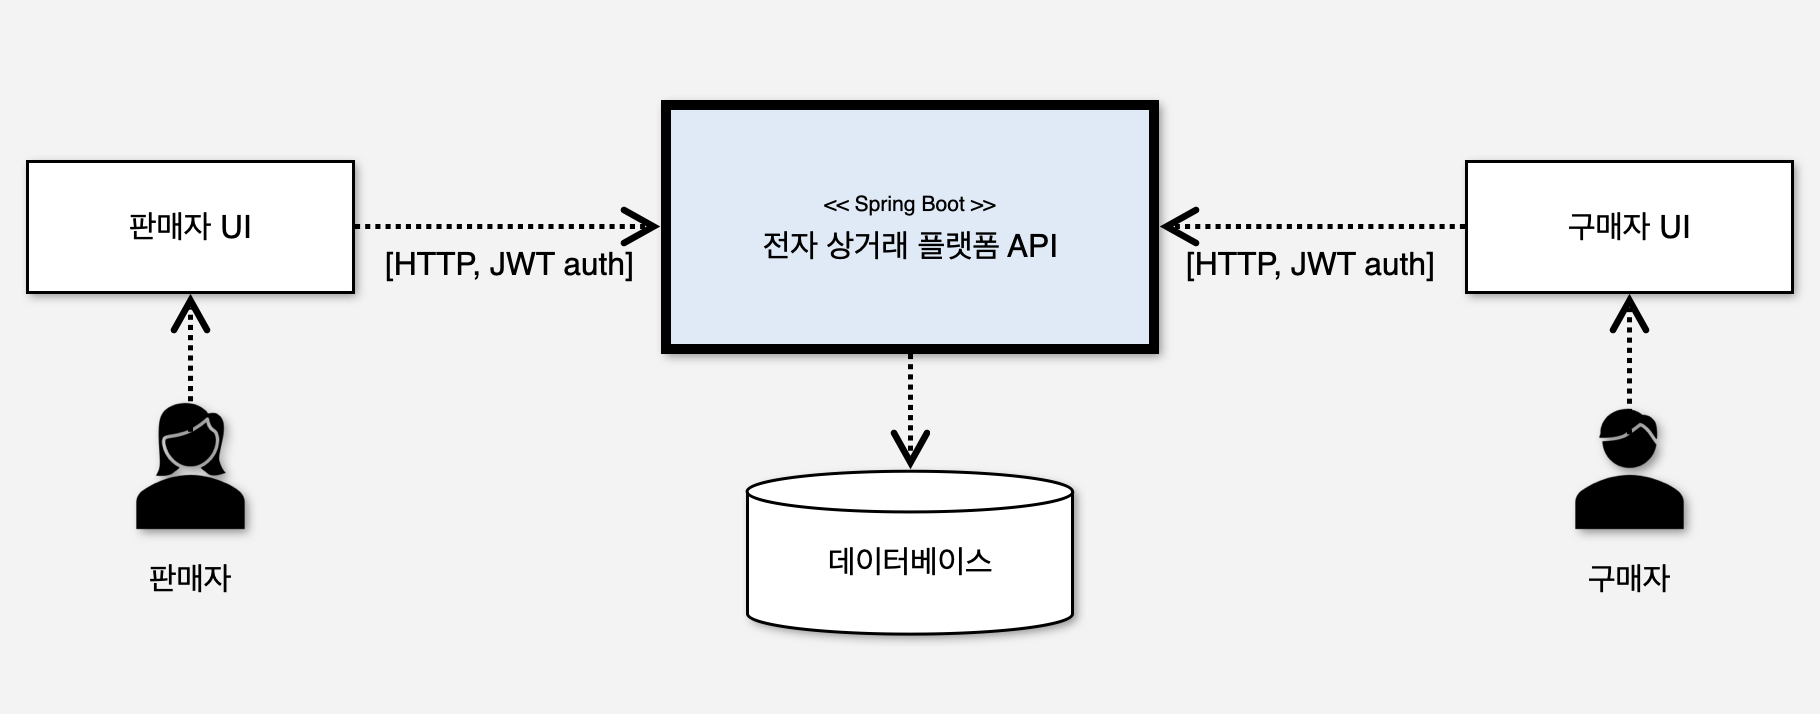 판매자 UI
[HTTP, JWT auth]
<< Spring Boot >>
전자 상거래 플랫폼 API
[HTTP, JWT auth]
구매자 UI
판매자
데이터베이스
구매자